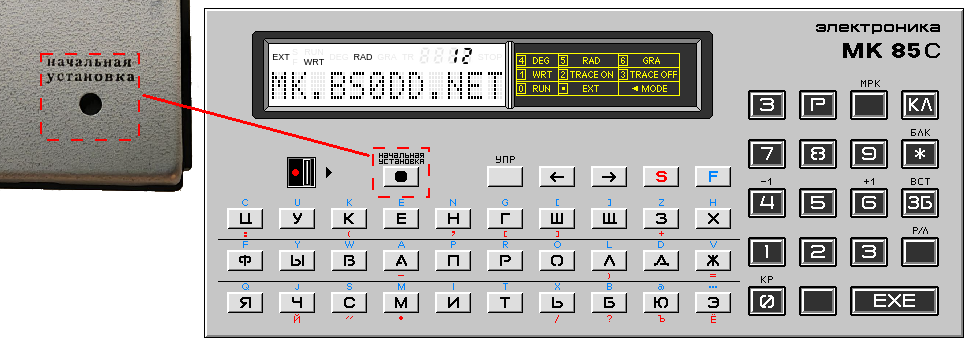 начальная
установка
электроника
МК 85С
EXT RUN DEG RAD GRA TR 12 STOP
WRT
MK.BS0DD.NET
4 DEG 5 RAD 6 GRA
1 WRT 2 TRACE ON 3 TRACE OFF
0 RUN ▪ EXT ◄ MODE
МРК
З Р КЛ
БЛК
7 8 9 *
НАЧАЛЬНАЯ
УСТАНОВКА
УПР
← → S F
-1 +1 ВСТ
4 5 6 ЗБ
C U K E N G [ ] Z H
Ц У К Е Н Г Ш Щ З Х
: ( , [ ] +
Р/Л
1 2 3
F Y W A P R O L D V
Ф Ы В А П Р О Л Д Ж
– ) =
КР
0 EXE
Q J S M I T X B @ ...
Я Ч С М И Т Ь Б Ю Э
Й " • / ? Ъ Ё